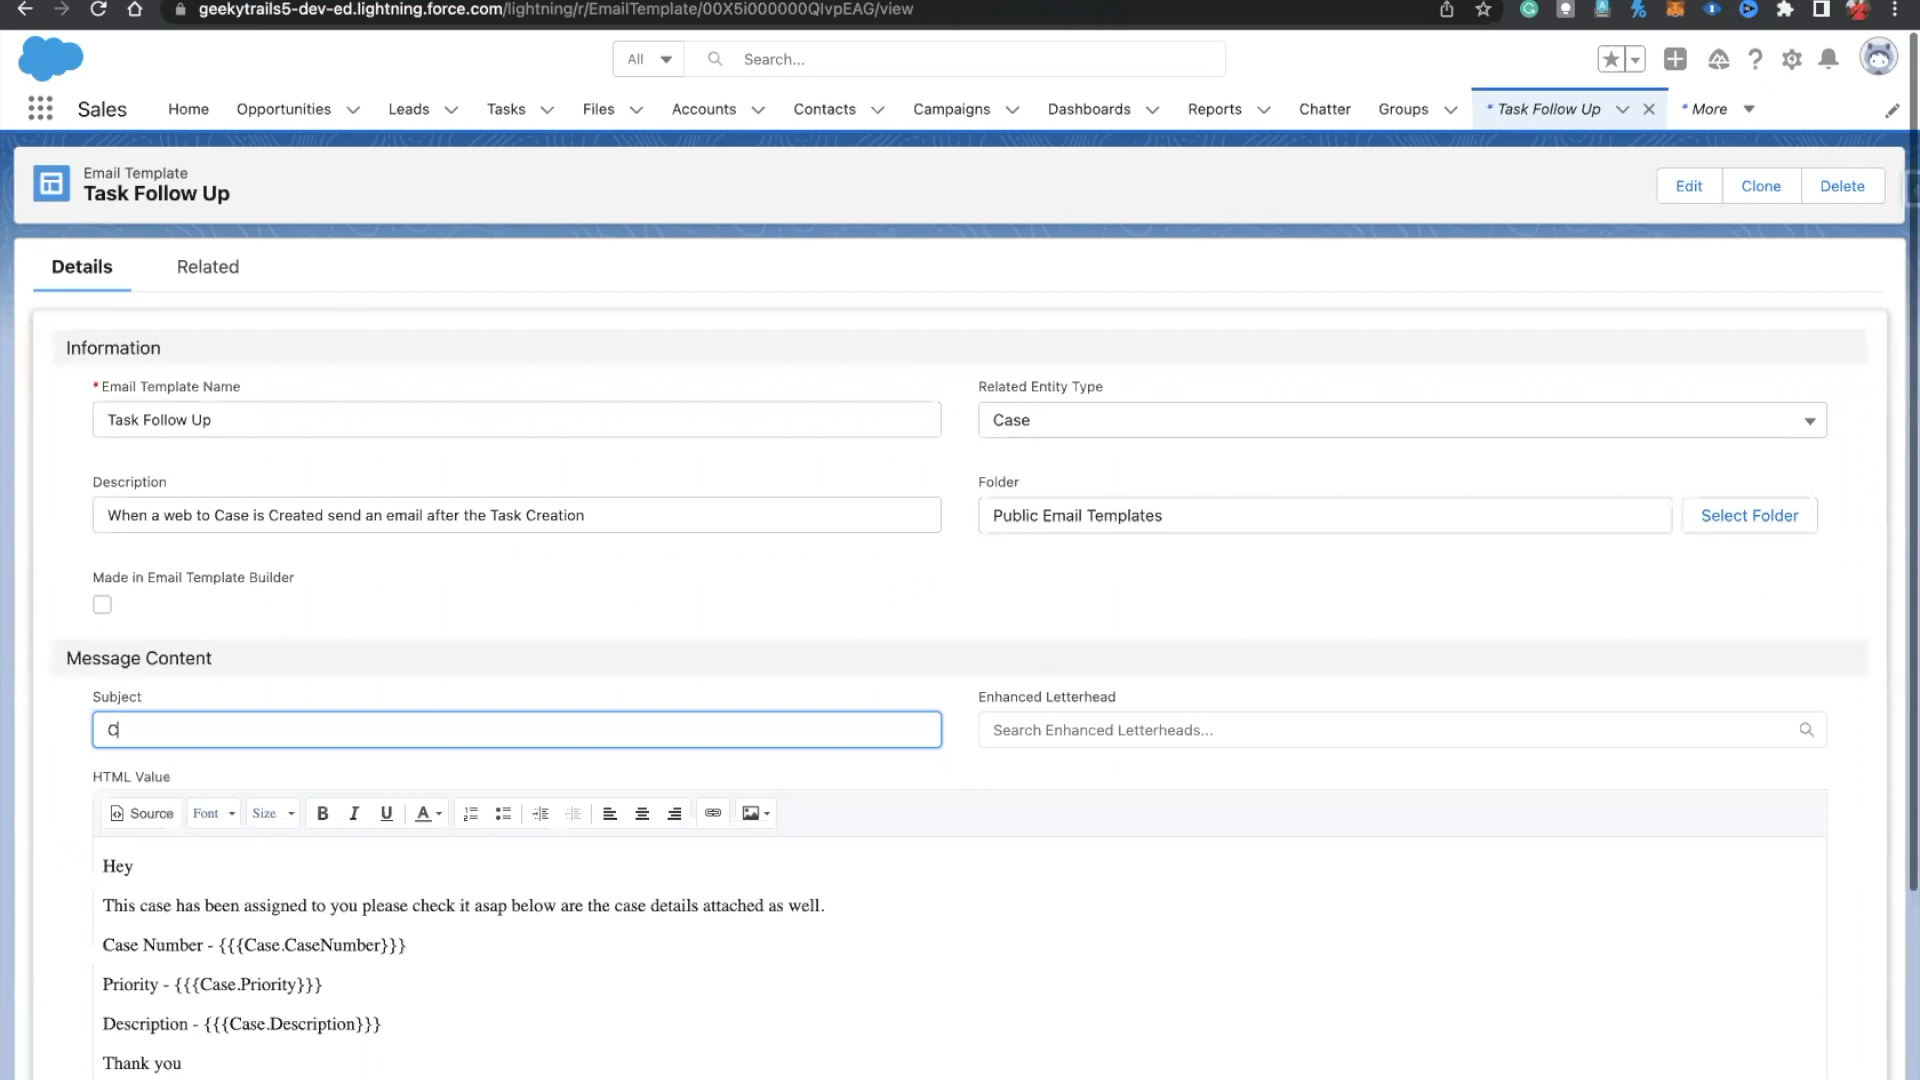 geekytrails5-dev-ed.lightning.force.com/lightning/r/EmailTemplate/00X5i000000QlvpEAG/view
All Search...
Sales Home Opportunities Leads Tasks Files Accounts Contacts Campaigns Dashboards Reports Chatter Groups * Task Follow Up * More
Email Template
Task Follow Up
Edit Clone Delete
Details Related
Information
* Email Template Name Related Entity Type
Task Follow Up Case
Description Folder
When a web to Case is Created send an email after the Task Creation Public Email Templates Select Folder
Made in Email Template Builder
Message Content
Subject Enhanced Letterhead
C Search Enhanced Letterheads...
HTML Value
Source Font Size B I U A
Hey
This case has been assigned to you please check it asap below are the case details attached as well.
Case Number - {{{Case.CaseNumber}}}
Priority - {{{Case.Priority}}}
Description - {{{Case.Description}}}
Thank you